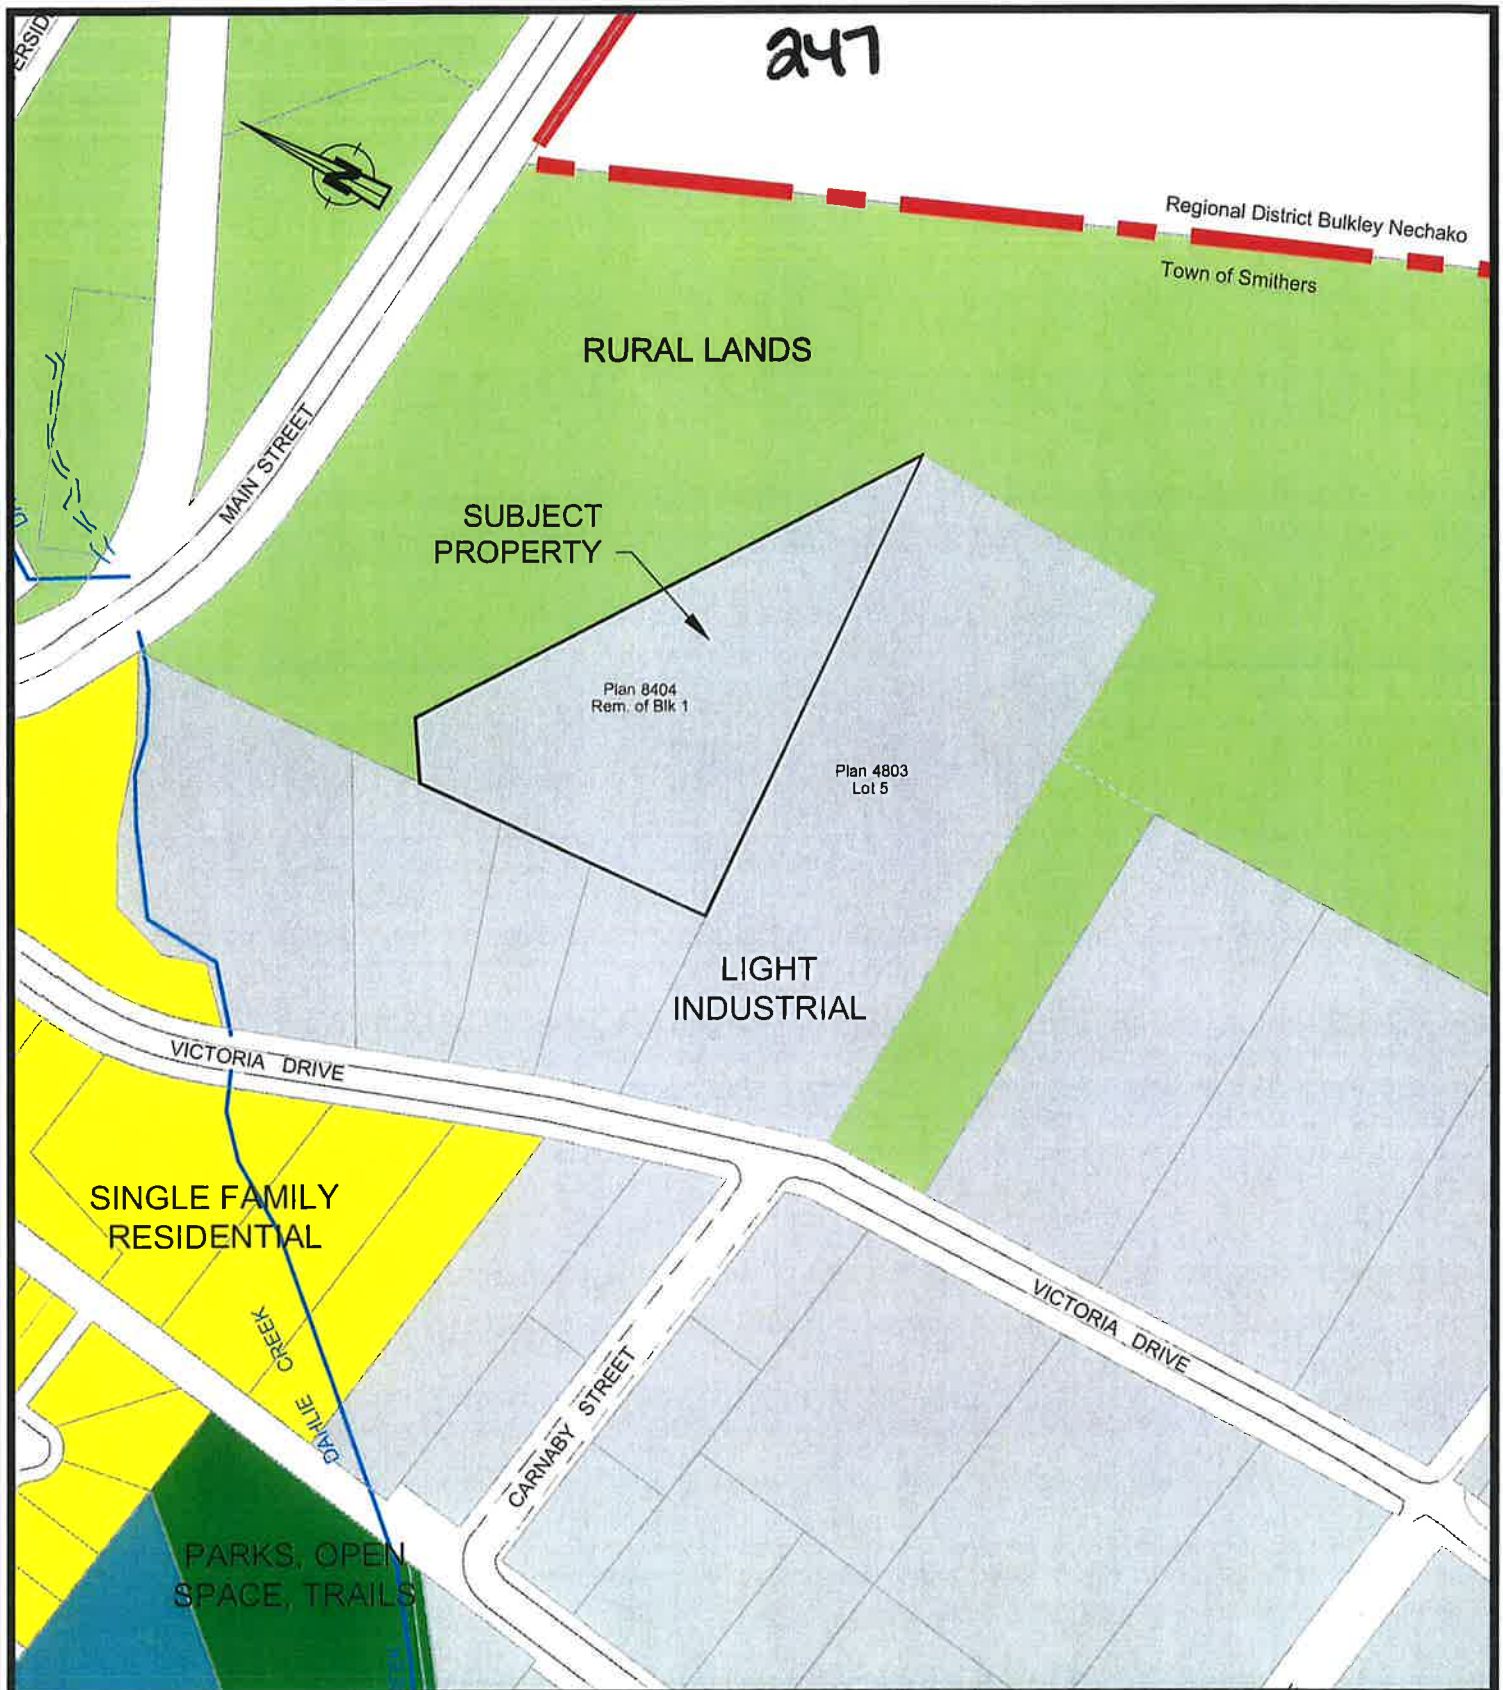 247
N
Regional District Bulkley Nechako
Town of Smithers
RURAL LANDS
MAIN STREET
SUBJECT
PROPERTY
Plan 8404
Rem. of Blk 1
Plan 4803
Lot 5
LIGHT
INDUSTRIAL
VICTORIA DRIVE
SINGLE FAMILY
RESIDENTIAL
VICTORIA DRIVE
DAHLIE CREEK
CARNABY STREET
PARKS, OPEN
SPACE, TRAILS